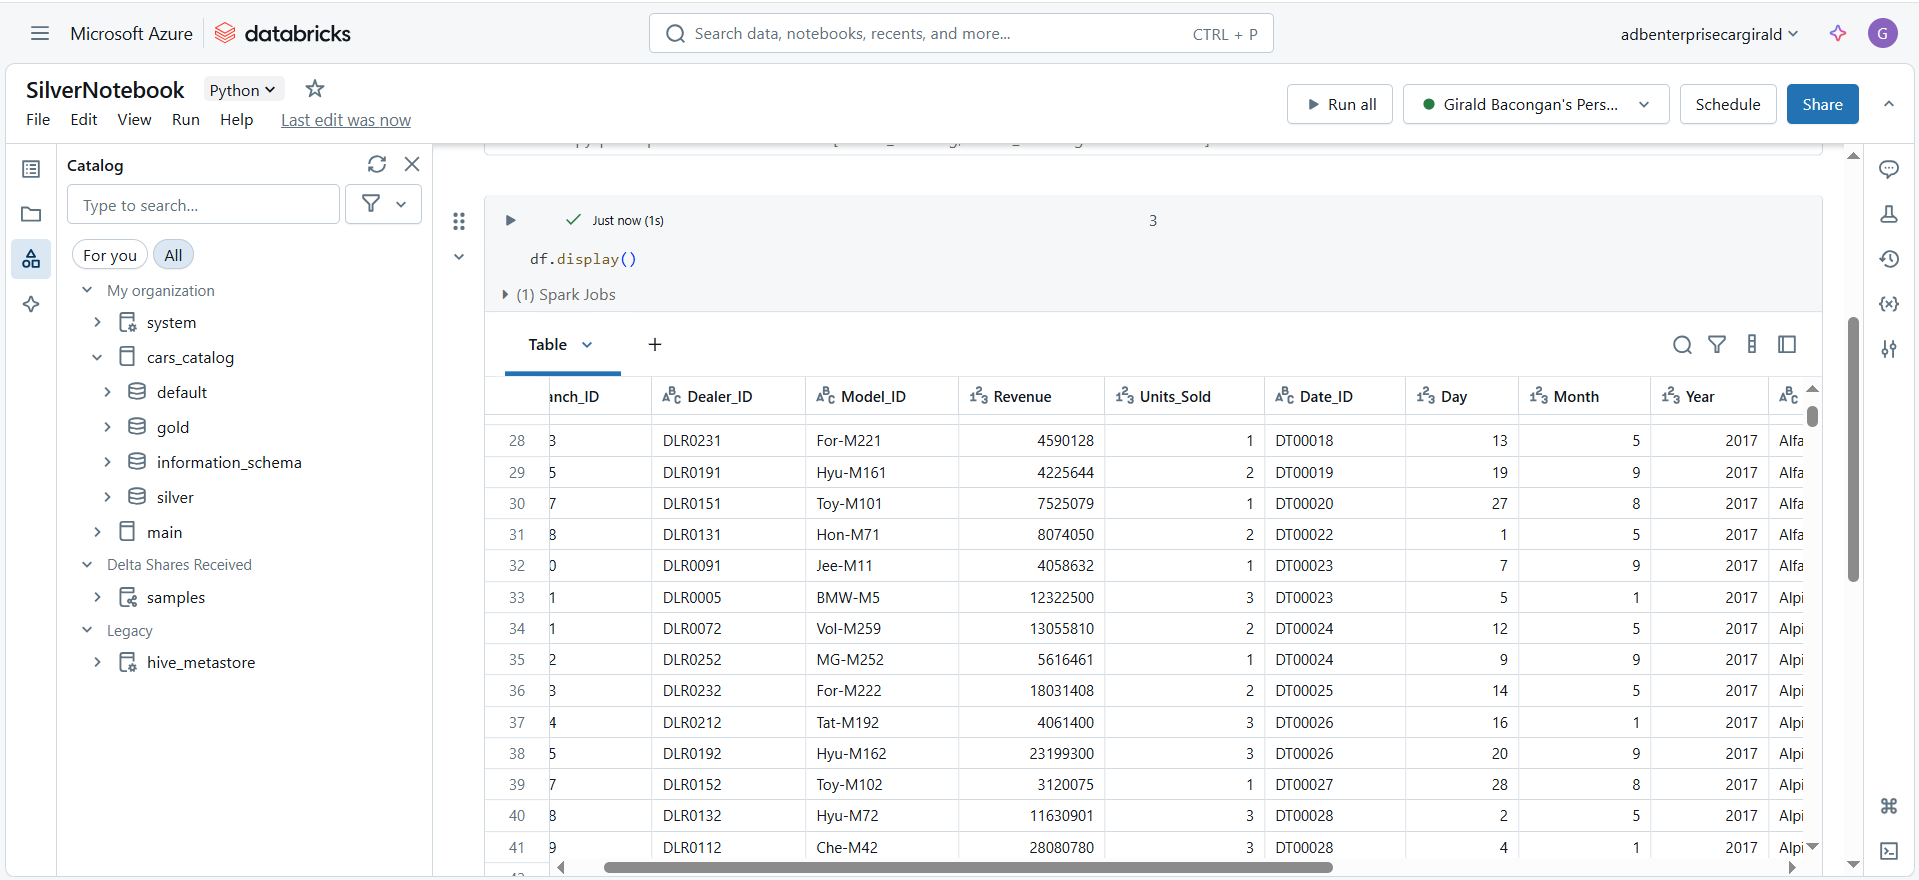 Microsoft Azure databricks Search data, notebooks, recents, and more... CTRL + P adbenterprisecargirald G
SilverNotebook Python
File Edit View Run Help Last edit was now
Run all Girald Bacongan's Pers... Schedule Share
Catalog
Type to search...
For you All
My organization
system
cars_catalog
default
gold
information_schema
silver
main
Delta Shares Received
samples
Legacy
hive_metastore
Just now (1s) 3
df.display()
(1) Spark Jobs
Table +
anch_ID Dealer_ID Model_ID Revenue Units_Sold Date_ID Day Month Year
28 3 DLR0231 For-M221 4590128 1 DT00018 13 5 2017 Alfa
29 5 DLR0191 Hyu-M161 4225644 2 DT00019 19 9 2017 Alfa
30 7 DLR0151 Toy-M101 7525079 1 DT00020 27 8 2017 Alfa
31 8 DLR0131 Hon-M71 8074050 2 DT00022 1 5 2017 Alfa
32 0 DLR0091 Jee-M11 4058632 1 DT00023 7 9 2017 Alfa
33 1 DLR0005 BMW-M5 12322500 3 DT00023 5 1 2017 Alpi
34 1 DLR0072 Vol-M259 13055810 2 DT00024 12 5 2017 Alpi
35 2 DLR0252 MG-M252 5616461 1 DT00024 9 9 2017 Alpi
36 3 DLR0232 For-M222 18031408 2 DT00025 14 5 2017 Alpi
37 4 DLR0212 Tat-M192 4061400 3 DT00026 16 1 2017 Alpi
38 5 DLR0192 Hyu-M162 23199300 3 DT00026 20 9 2017 Alpi
39 7 DLR0152 Toy-M102 3120075 1 DT00027 28 8 2017 Alpi
40 8 DLR0132 Hyu-M72 11630901 3 DT00028 2 5 2017 Alpi
41 9 DLR0112 Che-M42 28080780 3 DT00028 4 1 2017 Alpi